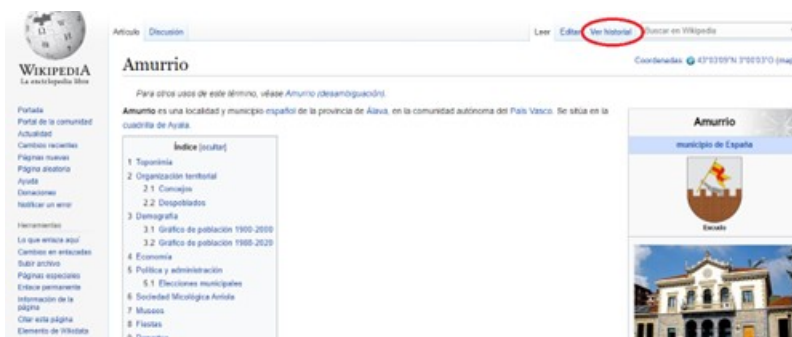 WIKIPEDIA
La enciclopedia libre
Portada
Portal de la comunidad
Actualidad
Cambios recientes
Páginas nuevas
Página aleatoria
Ayuda
Donaciones
Notificar un error
Herramientas
Lo que enlaza aquí
Cambios en enlazadas
Subir archivo
Páginas especiales
Enlace permanente
Información de la
página
Citar esta página
Elemento de Wikidata
Artículo Discusión
Leer Editar Ver historial
Buscar en Wikipedia
Amurrio
Coordenadas: 43°03′09″N 3°00′03″O (mapa)
Para otros usos de este término, véase Amurrio (desambiguación).
Amurrio es una localidad y municipio español de la provincia de Álava, en la comunidad autónoma del País Vasco. Se sitúa en la
cuadrilla de Ayala.
Índice [ocultar]
1 Toponimia
2 Organización territorial
2.1 Concejos
2.2 Despoblados
3 Demografía
3.1 Gráfico de población 1900-2000
3.2 Gráfico de población 1988-2020
4 Economía
5 Política y administración
5.1 Elecciones municipales
6 Sociedad Micológica Arriola
7 Museos
8 Fiestas
9 Deportes
Amurrio
municipio de España
Escudo